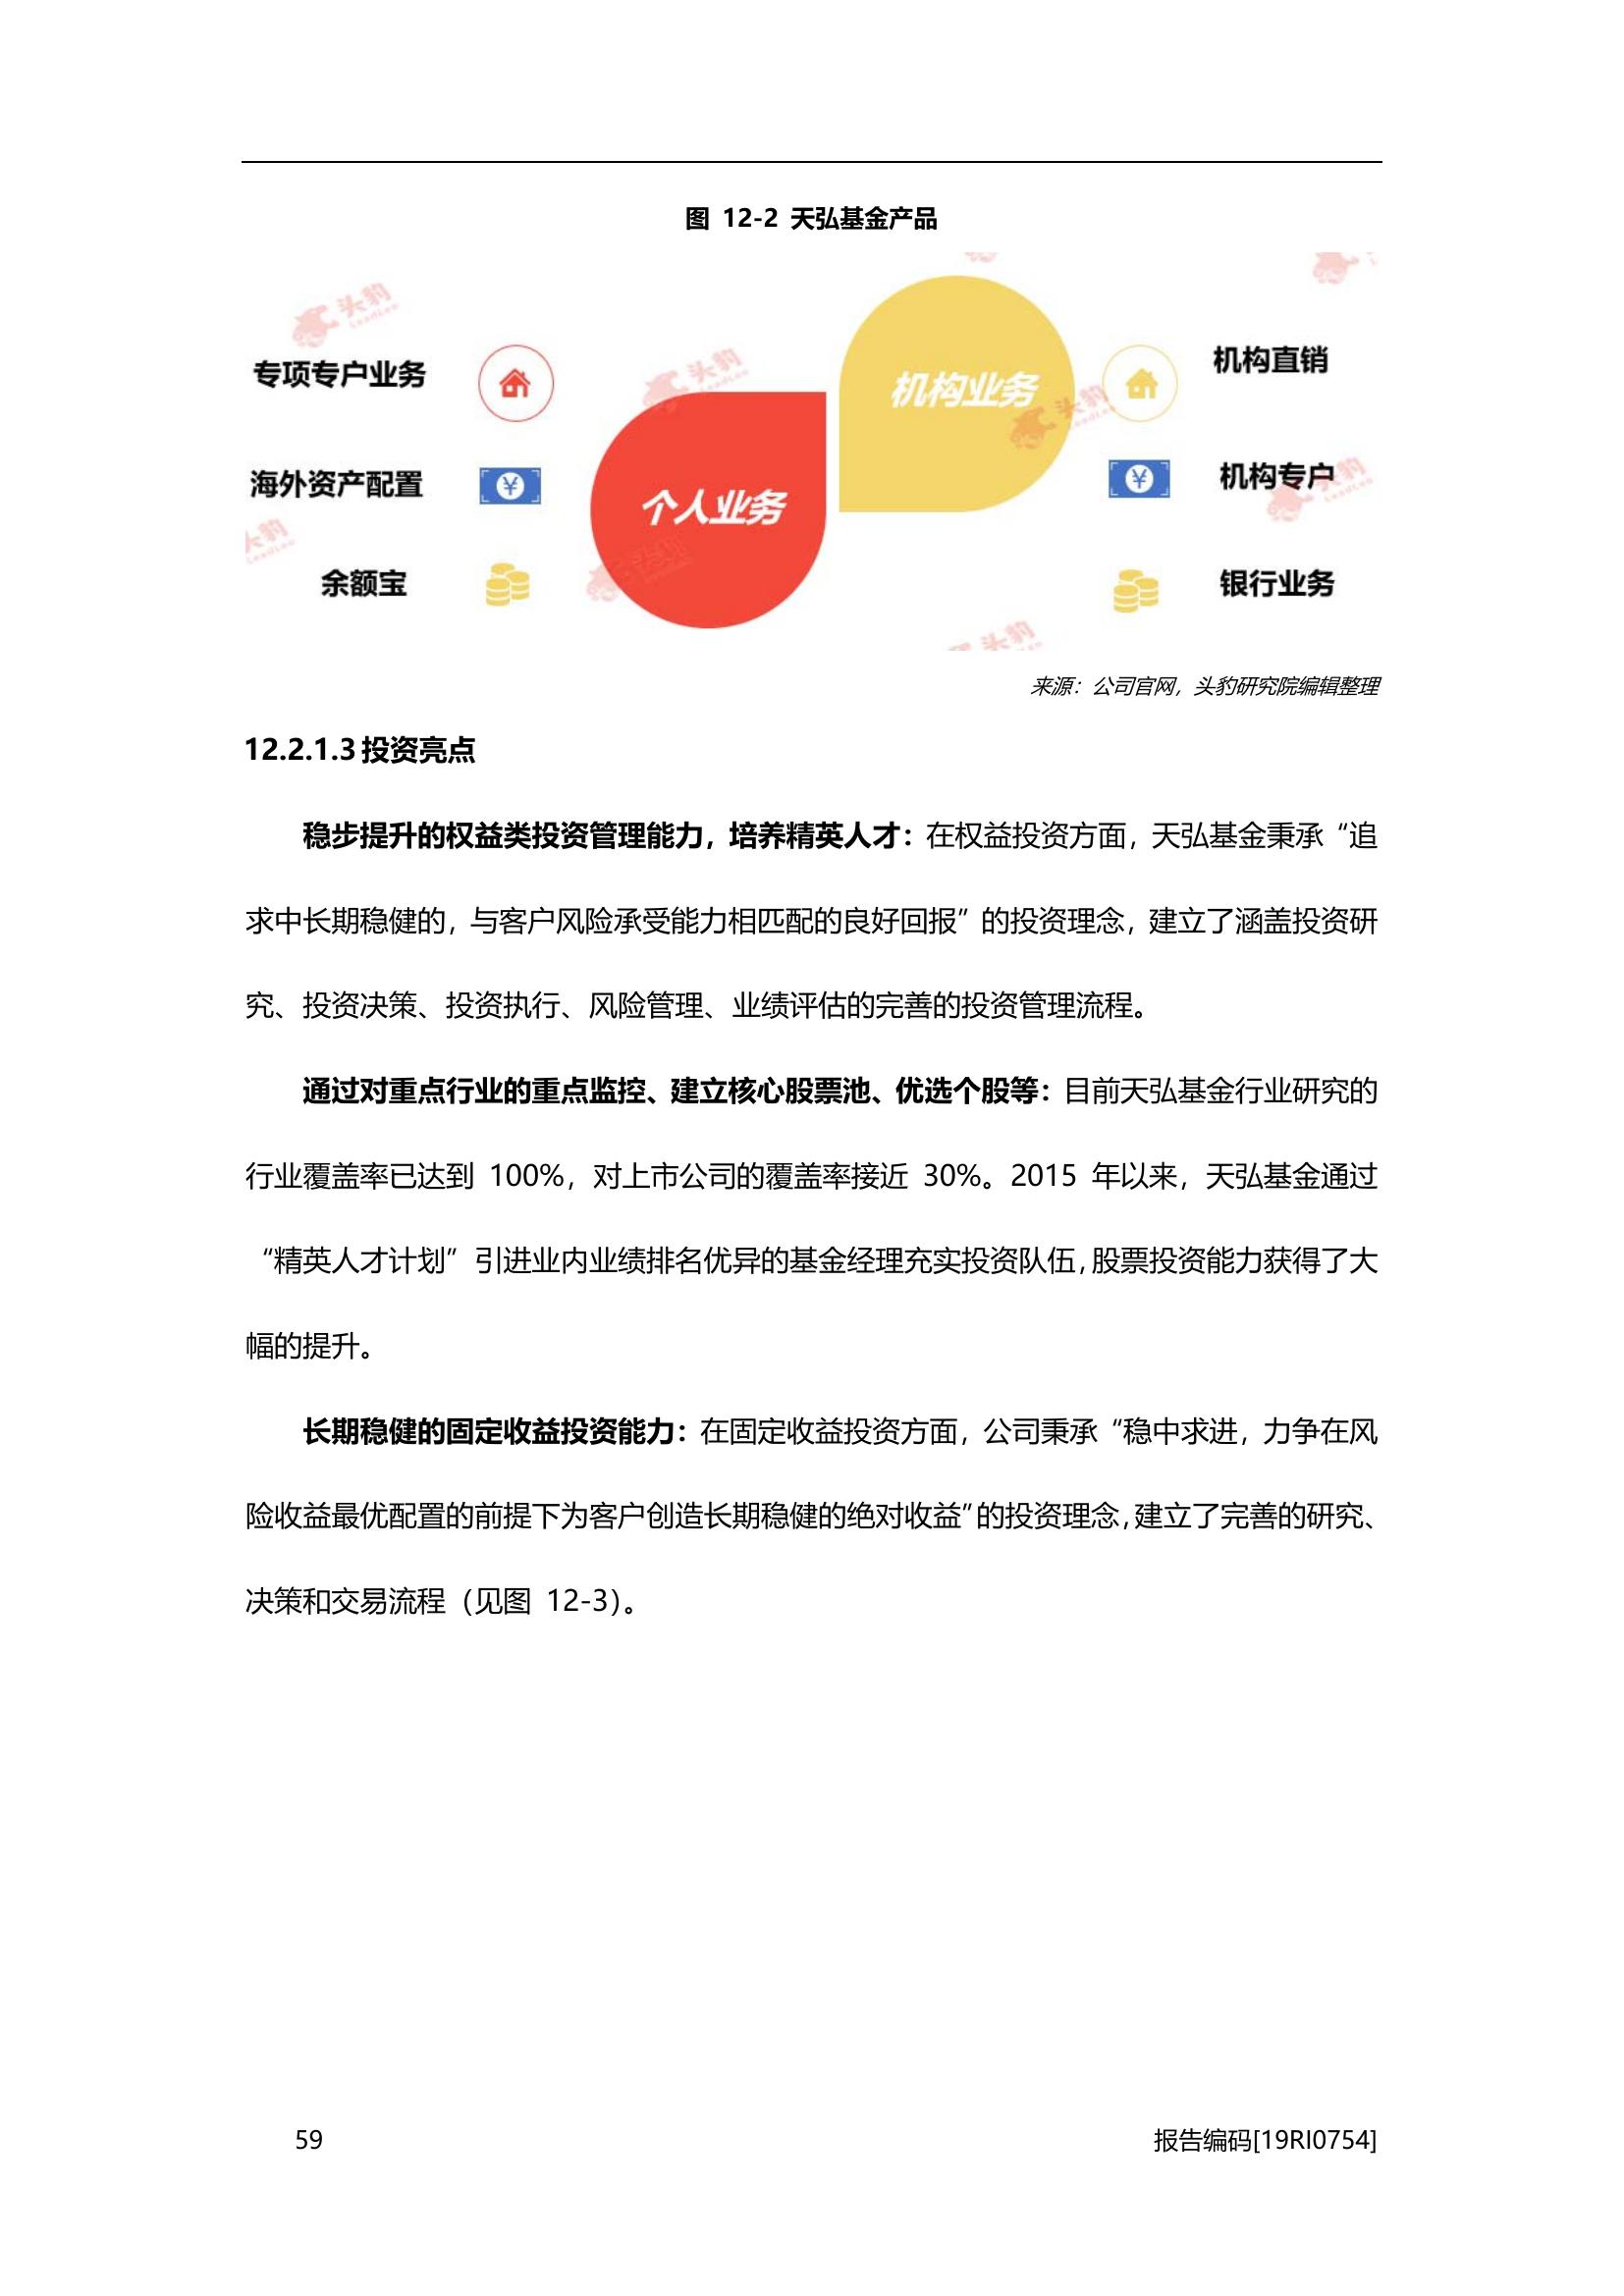 图 12-2 天弘基金产品
头豹
LeadLeo
专项专户业务
海外资产配置
余额宝
个人业务
机构业务
机构直销
机构专户
银行业务
来源：公司官网，头豹研究院编辑整理
12.2.1.3 投资亮点
稳步提升的权益类投资管理能力，培养精英人才：在权益投资方面，天弘基金秉承“追
求中长期稳健的，与客户风险承受能力相匹配的良好回报”的投资理念，建立了涵盖投资研
究、投资决策、投资执行、风险管理、业绩评估的完善的投资管理流程。
通过对重点行业的重点监控、建立核心股票池、优选个股等：目前天弘基金行业研究的
行业覆盖率已达到 100%，对上市公司的覆盖率接近 30%。2015 年以来，天弘基金通过
“精英人才计划”引进业内业绩排名优异的基金经理充实投资队伍，股票投资能力获得了大
幅的提升。
长期稳健的固定收益投资能力：在固定收益投资方面，公司秉承“稳中求进，力争在风
险收益最优配置的前提下为客户创造长期稳健的绝对收益”的投资理念，建立了完善的研究、
决策和交易流程（见图 12-3）。
59
报告编码[19RI0754]